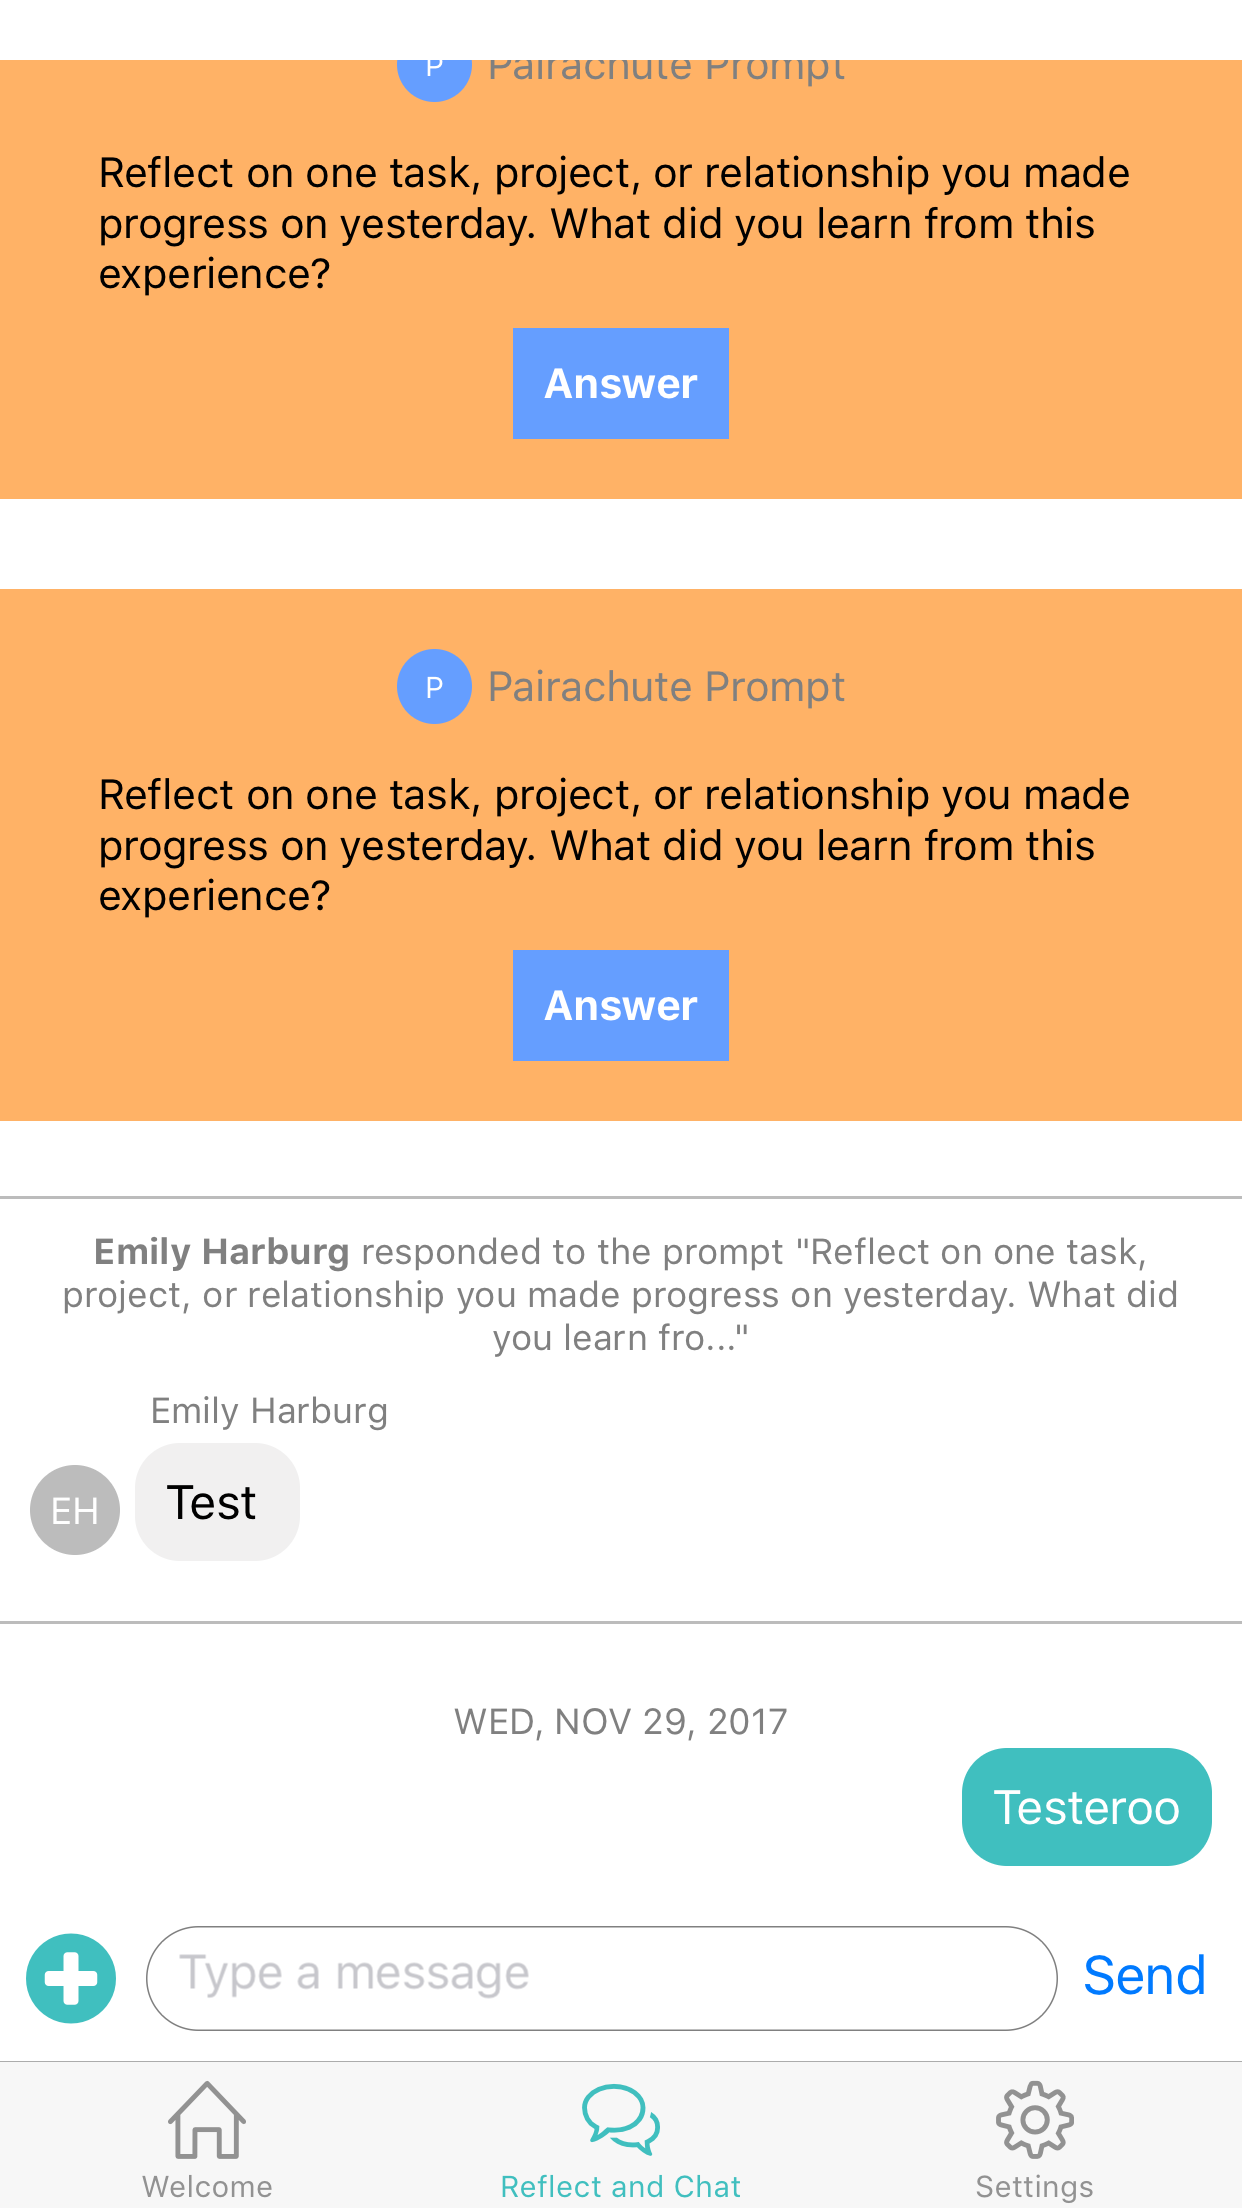 P Pairachute Prompt
Reflect on one task, project, or relationship you made
progress on yesterday. What did you learn from this
experience?
Answer
P Pairachute Prompt
Reflect on one task, project, or relationship you made
progress on yesterday. What did you learn from this
experience?
Answer
Emily Harburg responded to the prompt "Reflect on one task,
project, or relationship you made progress on yesterday. What did
you learn fro..."
Emily Harburg
EH Test
WED, NOV 29, 2017
Testeroo
Type a message Send
Welcome Reflect and Chat Settings